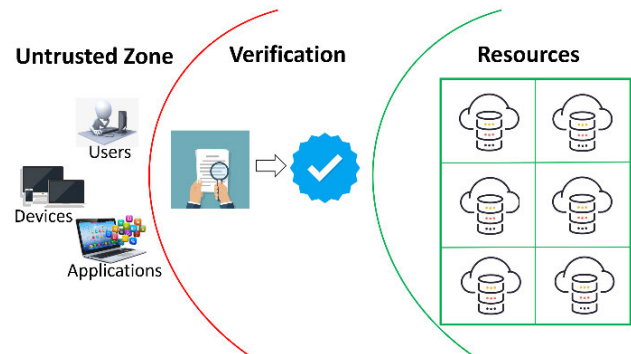 Untrusted Zone
Verification
Resources
Users
Devices
Applications